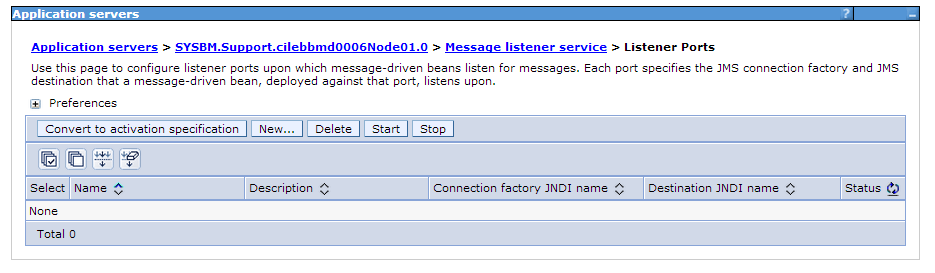 Application servers ? _
Application servers > SYSBM.Support.cilebbmd0006Node01.0 > Message listener service > Listener Ports
Use this page to configure listener ports upon which message-driven beans listen for messages. Each port specifies the JMS connection factory and JMS
destination that a message-driven bean, deployed against that port, listens upon.
+ Preferences
Convert to activation specification New... Delete Start Stop
Select Name Description Connection factory JNDI name Destination JNDI name Status
None
Total 0